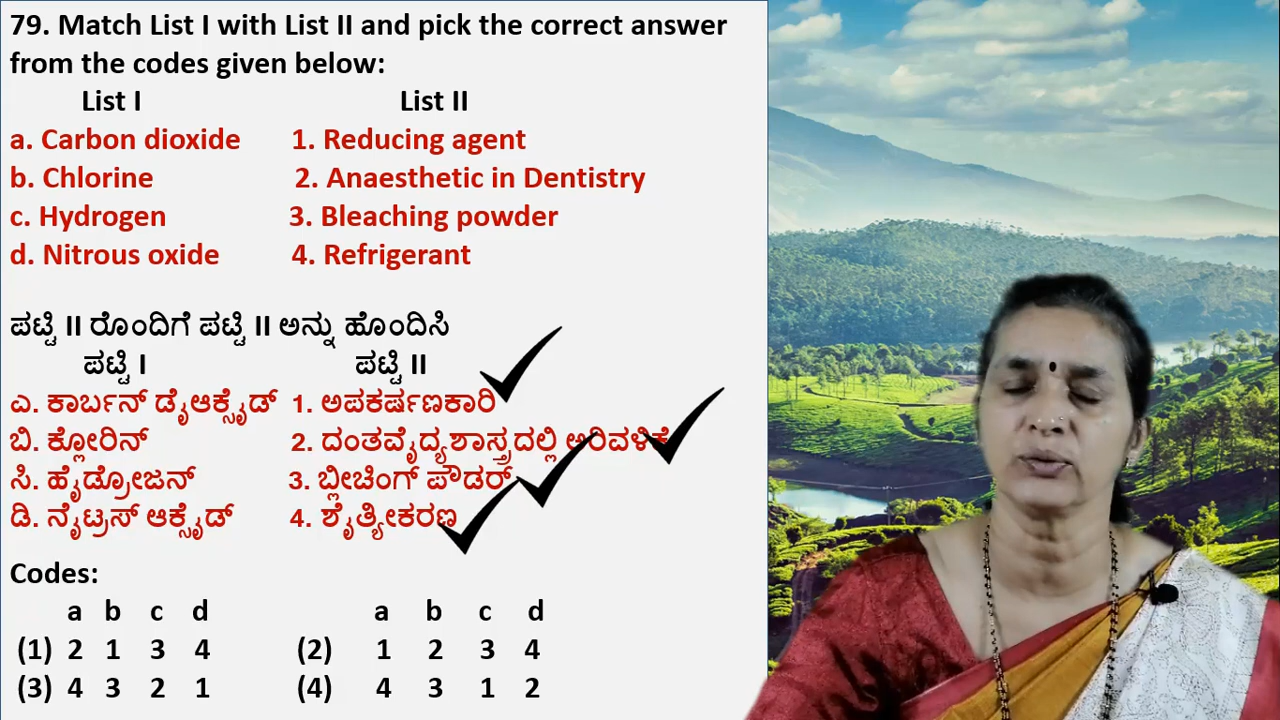 79. Match List I with List II and pick the correct answer
from the codes given below:
List I List II
a. Carbon dioxide 1. Reducing agent
b. Chlorine 2. Anaesthetic in Dentistry
c. Hydrogen 3. Bleaching powder
d. Nitrous oxide 4. Refrigerant
ಪಟ್ಟಿ II ರೊಂದಿಗೆ ಪಟ್ಟಿ II ಅನ್ನು ಹೊಂದಿಸಿ
ಪಟ್ಟಿ I ಪಟ್ಟಿ II
ಎ. ಕಾರ್ಬನ್ ಡೈಆಕ್ಸೈಡ್ 1. ಅಪಕರ್ಷಣಕಾರಿ
ಬಿ. ಕ್ಲೋರಿನ್ 2. ದಂತವೈದ್ಯಶಾಸ್ತ್ರದಲ್ಲಿ ಅರಿವಳಿಕೆ
ಸಿ. ಹೈಡ್ರೋಜನ್ 3. ಬ್ಲೀಚಿಂಗ್ ಪೌಡರ್
ಡಿ. ನೈಟ್ರಸ್ ಆಕ್ಸೈಡ್ 4. ಶೈತ್ಯೀಕರಣ
Codes:
a b c d a b c d
(1) 2 1 3 4 (2) 1 2 3 4
(3) 4 3 2 1 (4) 4 3 1 2